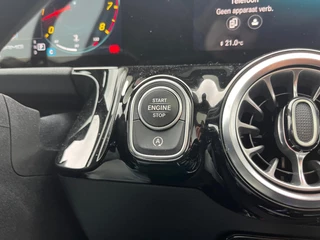 Telefoon
Geen apparaat verb.
21.0°C
START
ENGINE
STOP
A